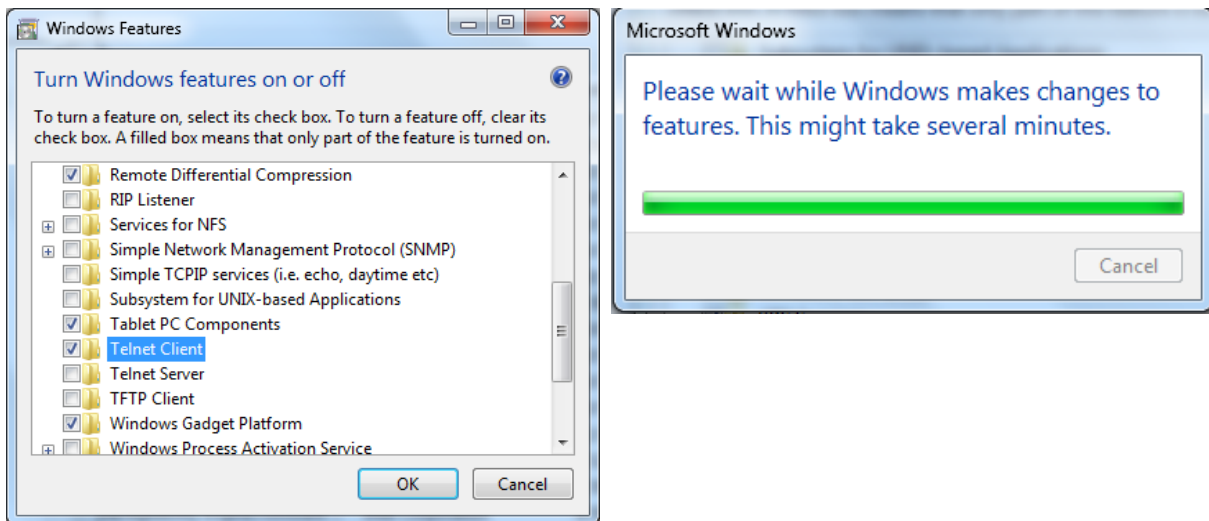 Windows Features
Turn Windows features on or off
To turn a feature on, select its check box. To turn a feature off, clear its
check box. A filled box means that only part of the feature is turned on.
Remote Differential Compression
RIP Listener
Services for NFS
Simple Network Management Protocol (SNMP)
Simple TCPIP services (i.e. echo, daytime etc)
Subsystem for UNIX-based Applications
Tablet PC Components
Telnet Client
Telnet Server
TFTP Client
Windows Gadget Platform
Windows Process Activation Service
OK
Cancel
Microsoft Windows
Please wait while Windows makes changes to
features. This might take several minutes.
Cancel